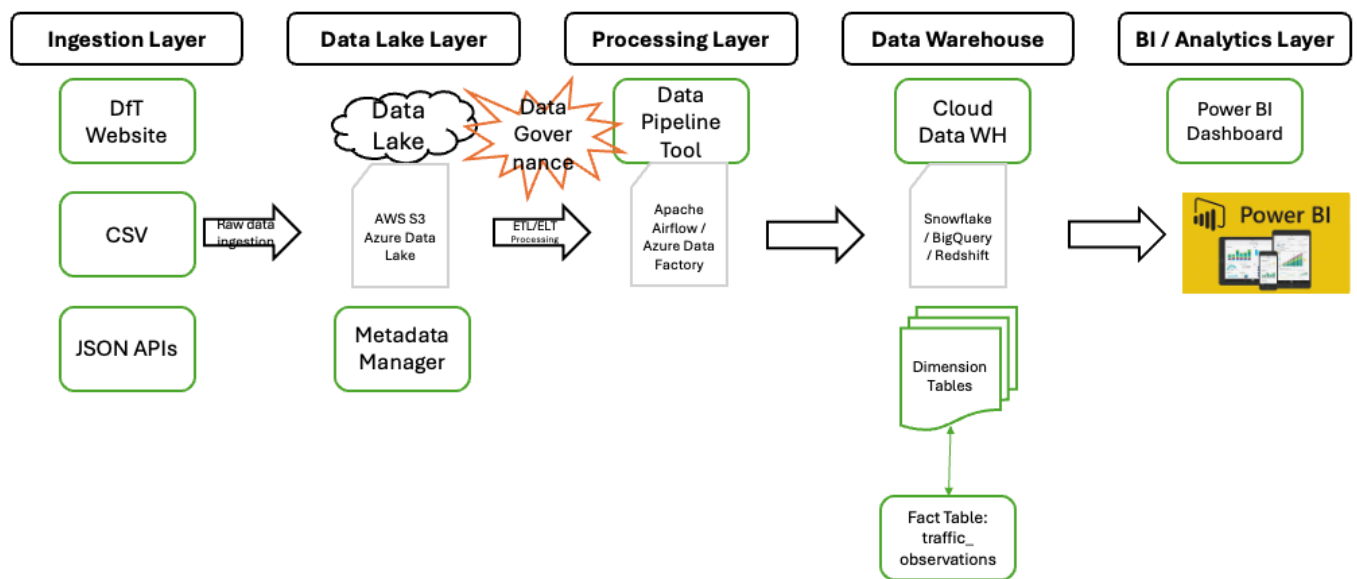 Ingestion Layer
Data Lake Layer
Processing Layer
Data Warehouse
BI / Analytics Layer
DfT
Website
CSV
JSON APIs
Raw data
ingestion
Data
Lake
AWS S3
Azure Data
Lake
Metadata
Manager
Data
Gover
nance
ETL/ELT
Processing
Data
Pipeline
Tool
Apache
Airflow /
Azure Data
Factory
Cloud
Data WH
Snowflake
/ BigQuery
/ Redshift
Dimension
Tables
Fact Table:
traffic_
observations
Power BI
Dashboard
Power BI